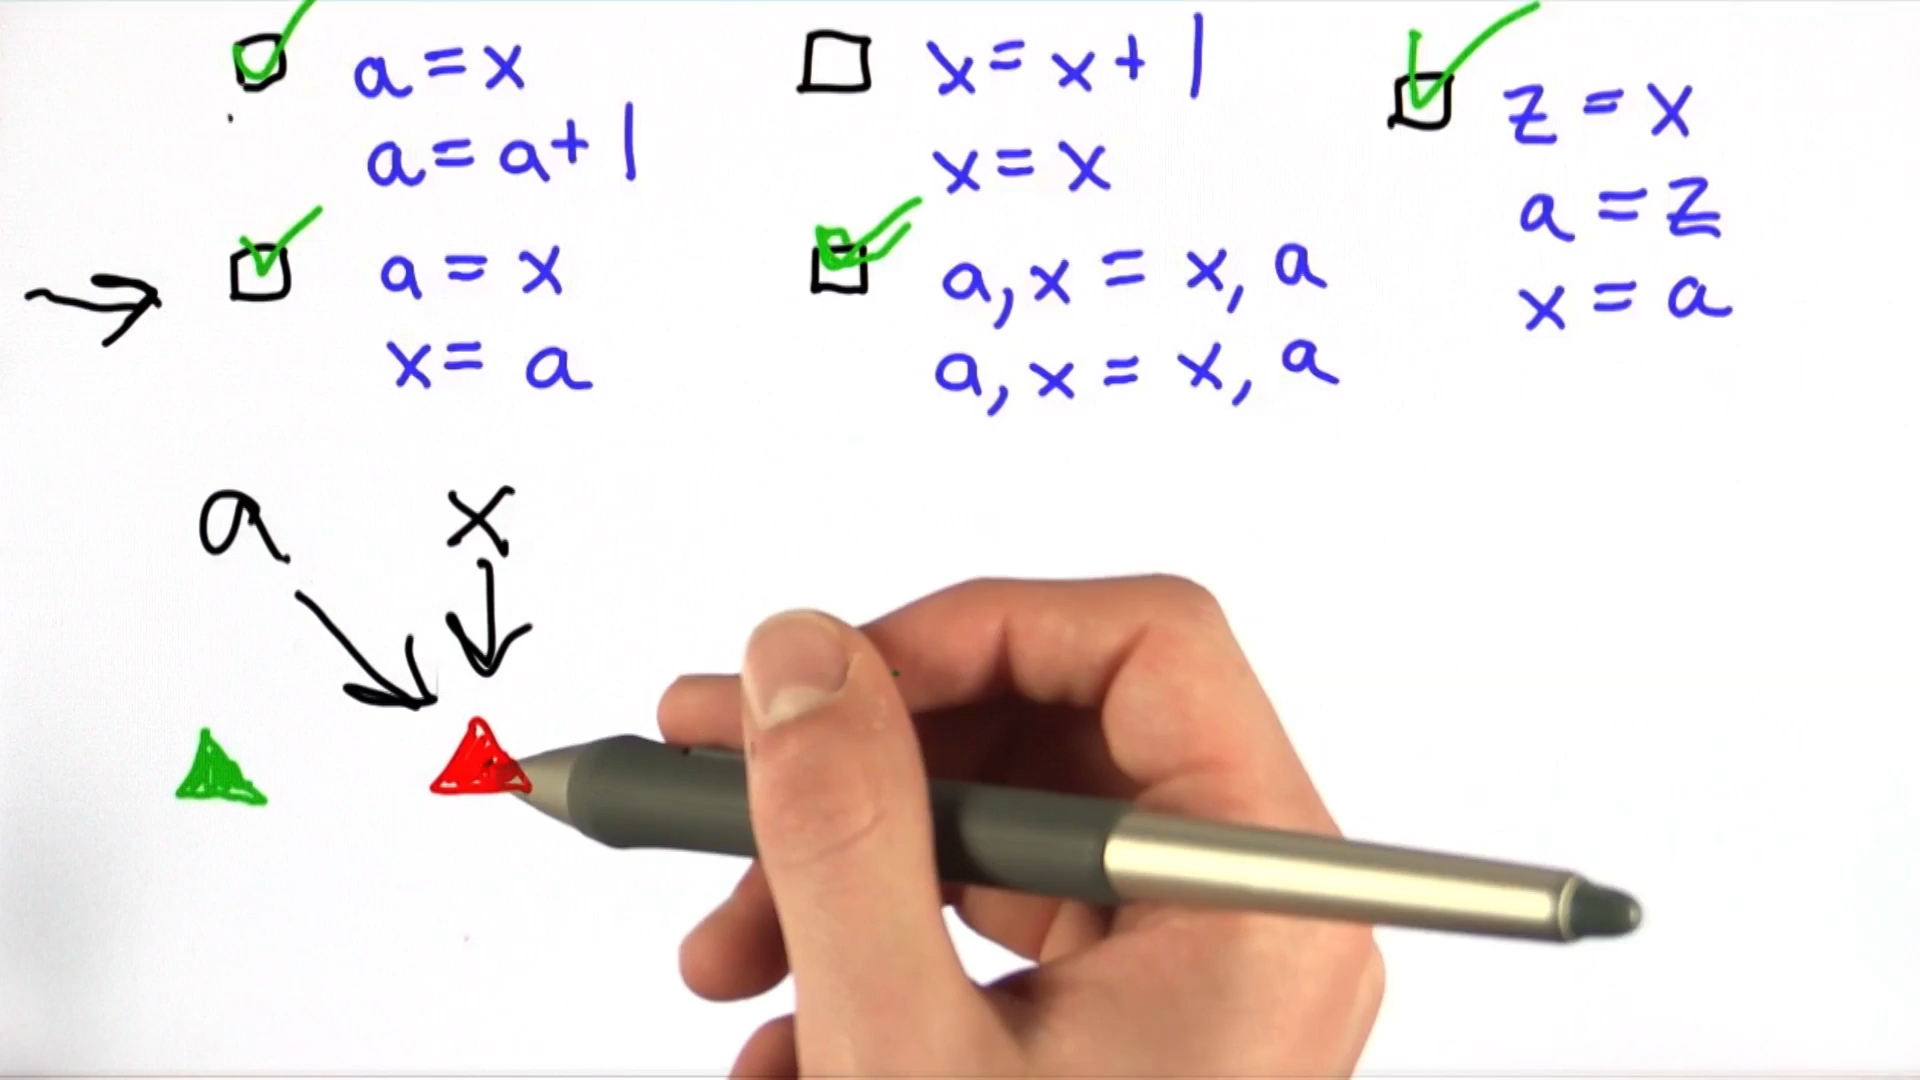 a = x
a = a + 1
a = x
x = a
x = x + 1
x = x
a, x = x, a
a, x = x, a
z = x
a = z
x = a
a x